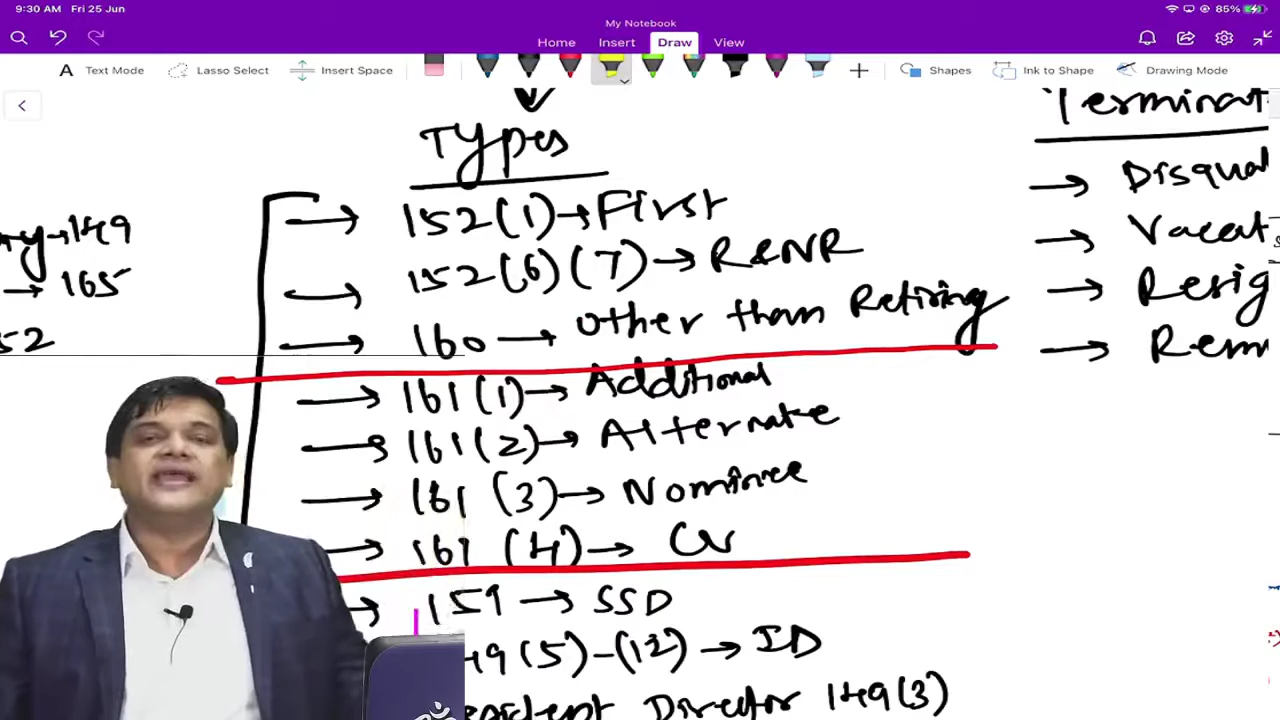 9:30 AM Fri 25 Jun
85%
My Notebook
Home Insert Draw View
Text Mode Lasso Select Insert Space Shapes Ink to Shape Drawing Mode
Types
152(1)→First
152(6)(7)→R&NR
160→Other than Retiring
161(1)→Additional
161(2)→Alternate
161(3)→Nominee
161(4)→CV
159→SSD
49(5)-(12)→ID
Director 149(3)
→149
→165
52
Terminat
→Disqual
→Vacat
→Resig
→Rem